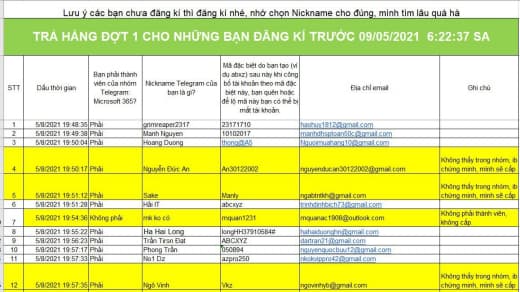 Lưu ý các bạn chưa đăng kí thì đăng kí nhé, nhớ chọn Nickname cho đúng, mình tìm lâu quà hà
TRẢ HÀNG ĐỢT 1 CHO NHỮNG BẠN ĐĂNG KÍ TRƯỚC 09/05/2021 6:22:37 SA
STT Dấu thời gian Bạn phải thành viên của nhóm Telegram: Microsoft 365? Nickname Telegram của bạn là gì? Mã đặc biêt do bạn tạo (ví dụ abxz) sau này khi công bố tài khoản theo mã đặc biệt này, bạn quên hoặc để lộ mã này bạn có thể bị mất tài khoản. Địa chỉ email Ghi chú
1 5/8/2021 19:48:35 Phải grimreaper2317 23171710 haohuy1812@gmail.com
2 5/8/2021 19:49:38 Phải Manh Nguyen 10102017 manhdhsptoan50c@gmail.com
3 5/8/2021 19:50:04 Phải Hoang Duong thong@A5 Nguoimuahang10@gmail.com
4 5/8/2021 19:50:17 Phải Nguyễn Đức An An30122002 nguyenducan30122002@gmail.com Không thấy trong nhóm, ib chứng minh, mình sẽ cấp
5 5/8/2021 19:51:12 Phải Sake Manly ngabtntkh@gmail.com Không thấy trong nhóm, ib chứng minh, mình sẽ cấp
6 5/8/2021 19:51:28 Phải Hải IT abcxyz trinhdinhbich73@gmail.com
7 5/8/2021 19:54:36 Không phải mk ko có mquan1231 mquanac1908@outlook.com Không phải thành viên, không cấp
8 5/8/2021 19:55:22 Phải Ha Hai Long longHH37910584# hahaiduonghn@gmail.com
9 5/8/2021 19:56:23 Phải Trần Tiron Đạt ABCXYZ dartran21@gmail.com
10 5/8/2021 19:57:17 Phải Phong Trần 050894 nguyenquecbuu12@gmail.com
11 5/8/2021 19:57:33 Phải No1 Dz azpro250 nkokaippro42@gmail.com
12 5/8/2021 19:57:35 Phải Ngô Vinh Vkz ngovinhyb@gmail.com Không thấy trong nhóm, ib chứng minh, mình sẽ cấp